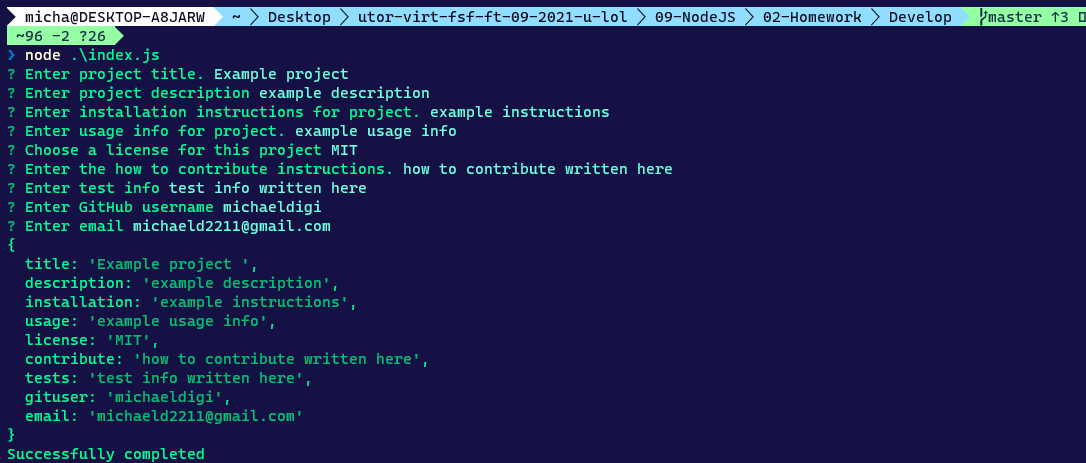 micha@DESKTOP-A8JARW ~ Desktop utor-virt-fsf-ft-09-2021-u-lol 09-NodeJS 02-Homework Develop master ↑3
~96 -2 ?26
❯ node .\index.js
? Enter project title. Example project
? Enter project description example description
? Enter installation instructions for project. example instructions
? Enter usage info for project. example usage info
? Choose a license for this project MIT
? Enter the how to contribute instructions. how to contribute written here
? Enter test info test info written here
? Enter GitHub username michaeldigi
? Enter email michaeld2211@gmail.com
{
  title: 'Example project ',
  description: 'example description',
  installation: 'example instructions',
  usage: 'example usage info',
  license: 'MIT',
  contribute: 'how to contribute written here',
  tests: 'test info written here',
  gituser: 'michaeldigi',
  email: 'michaeld2211@gmail.com'
}
Successfully completed